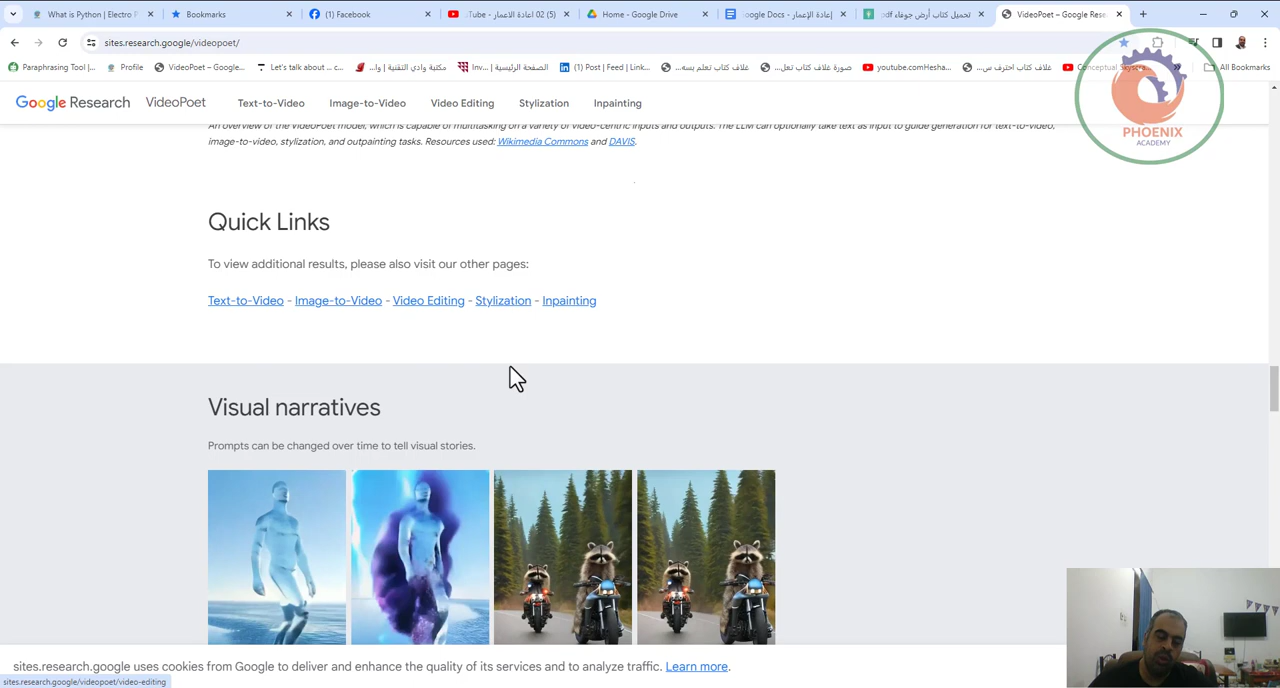 What is Python | Electro P
Bookmarks
(1) Facebook
Tube - 02 اعادة الاعمار (5)
Home - Google Drive
oogle Docs - إعادة الإعمار
تحميل كتاب أرض جوفاء pdf
VideoPoet – Google Rese
sites.research.google/videopoet/
Paraphrasing Tool |...
Profile
VideoPoet – Google...
Let's talk about ... c...
مكتبة وادي التقنية | وا...
الصفحة الرئيسية | Inv...
(1) Post | Feed | Link...
غلاف كتاب تعلم بسه...
صورة غلاف كتاب تعل...
youtube.comHesha...
غلاف كتاب احترف س...
Conceptual Skyscra...
All Bookmarks
PHOENIX
ACADEMY
Google Research
VideoPoet
Text-to-Video
Image-to-Video
Video Editing
Stylization
Inpainting
An overview of the VideoPoet model, which is capable of multitasking on a variety of video-centric inputs and outputs. The LLM can optionally take text as input to guide generation for text-to-video,
image-to-video, stylization, and outpainting tasks. Resources used: Wikimedia Commons and DAVIS.
Quick Links
To view additional results, please also visit our other pages:
Text-to-Video - Image-to-Video - Video Editing - Stylization - Inpainting
Visual narratives
Prompts can be changed over time to tell visual stories.
sites.research.google uses cookies from Google to deliver and enhance the quality of its services and to analyze traffic. Learn more.
sites.research.google/videopoet/video-editing